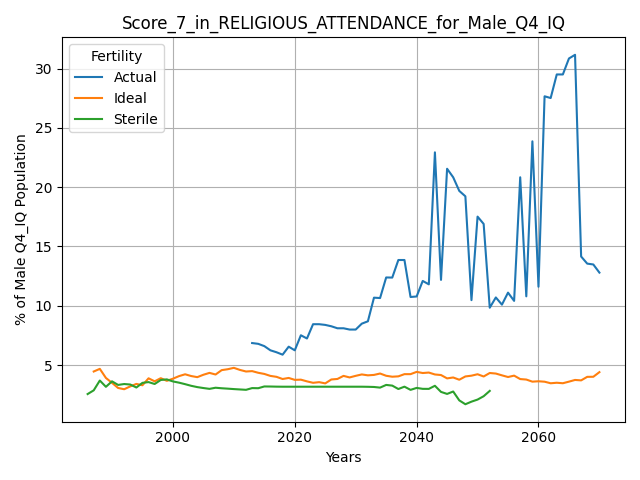 Score_7_in_RELIGIOUS_ATTENDANCE_for_Male_Q4_IQ
Fertility
Actual
Ideal
Sterile
% of Male Q4_IQ Population
30
25
20
15
10
5
2000
2020
2040
2060
Years